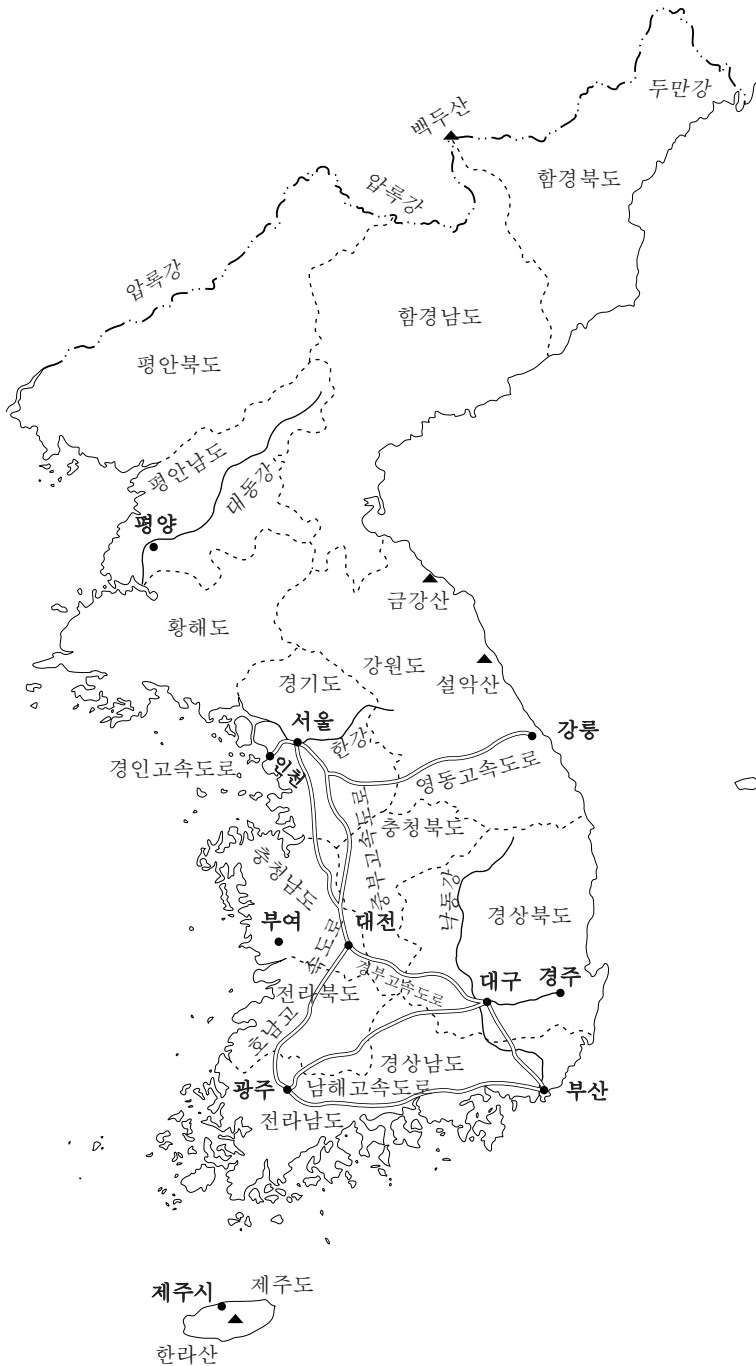 두만강
백두산
함경북도
압록강
압록강
함경남도
평안북도
평안남도
대동강
평양
금강산
황해도
강원도
설악산
경기도
서울
강릉
한강
인천
경인고속도로
영동고속도로
중부고속도로
충청북도
충청남도
낙동강
경상북도
부여
대전
호남고속도로
경부고속도로
대구
경주
전라북도
경상남도
광주
남해고속도로
부산
전라남도
제주시
제주도
한라산